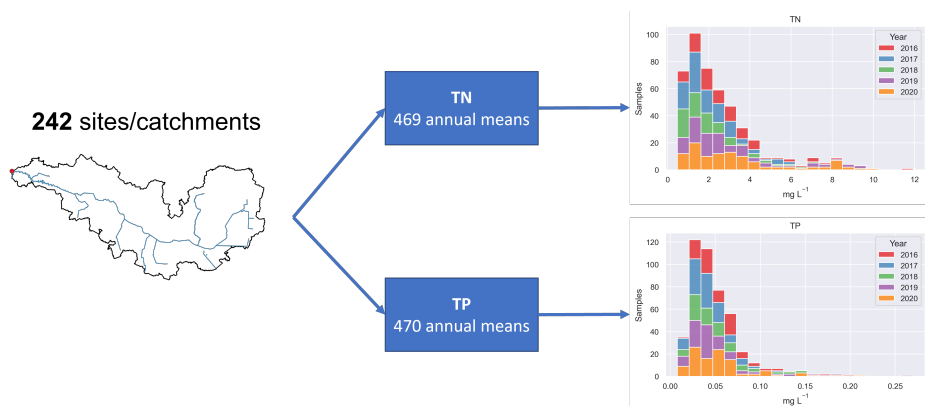 242 sites/catchments
TN
469 annual means
TP
470 annual means
TN
Samples
100
80
60
40
20
0
0 2 4 6 8 10 12
mg L⁻¹
Year
2016
2017
2018
2019
2020
TP
Samples
120
100
80
60
40
20
0
0.00 0.05 0.10 0.15 0.20 0.25
mg L⁻¹
Year
2016
2017
2018
2019
2020